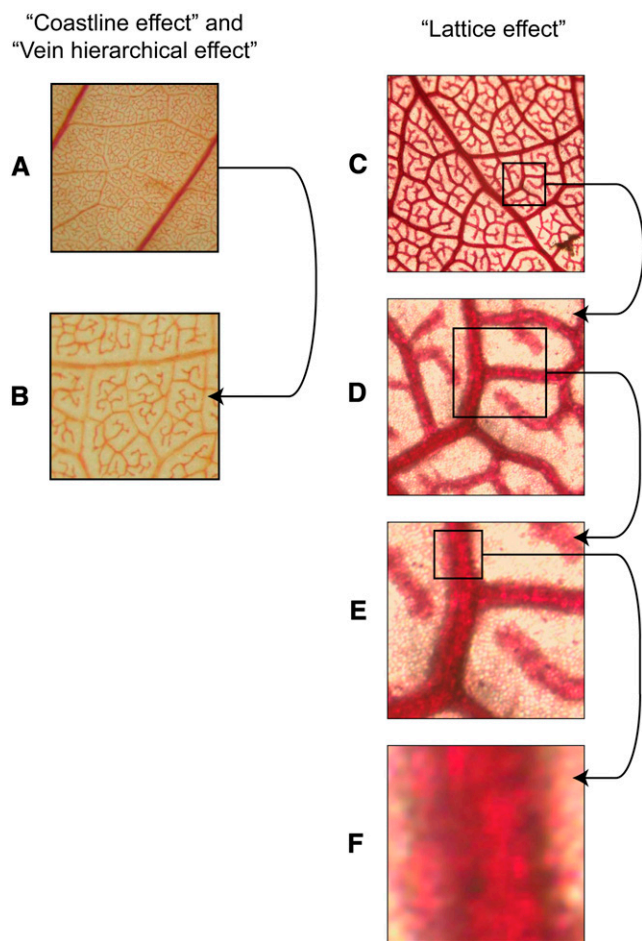 “Coastline effect” and
“Vein hierarchical effect”
“Lattice effect”
A
B
C
D
E
F